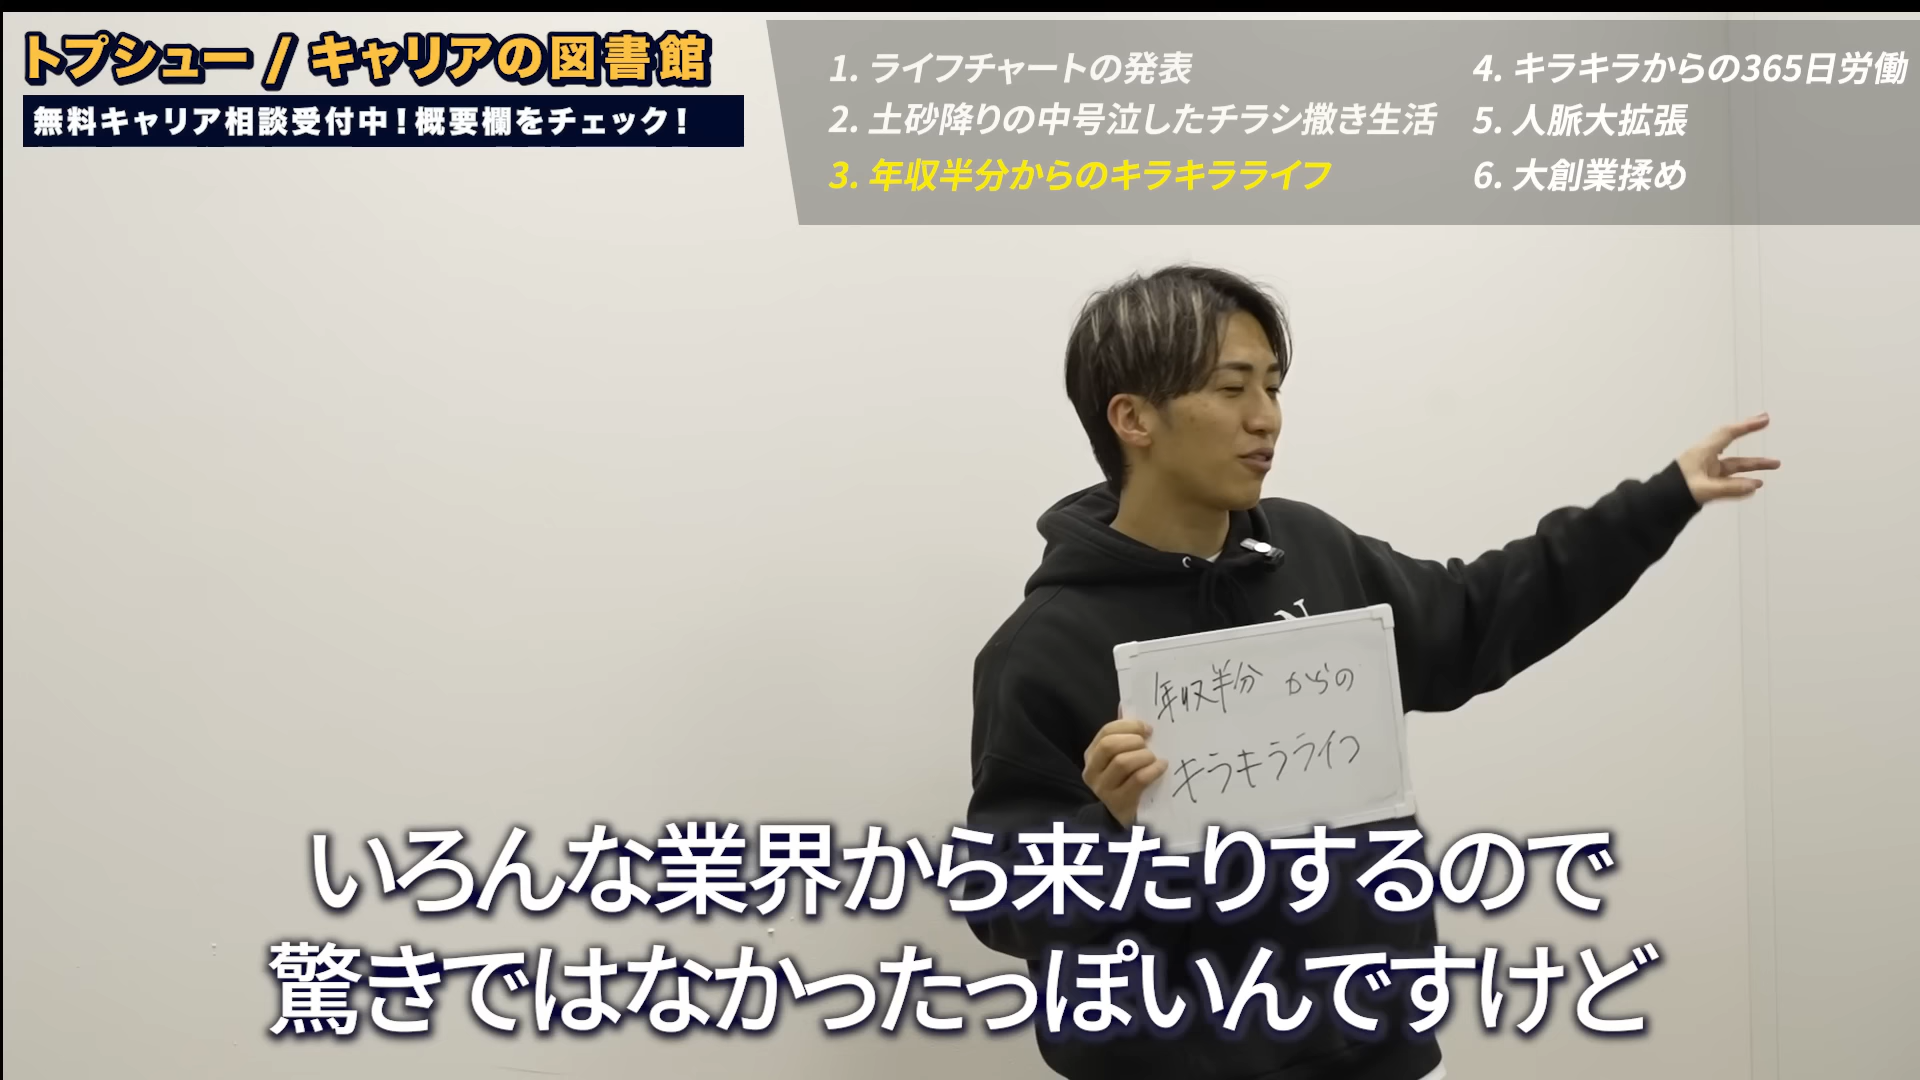 トプシュー / キャリアの図書館
無料キャリア相談受付中！概要欄をチェック！
1. ライフチャートの発表
2. 土砂降りの中号泣したチラシ撒き生活
3. 年収半分からのキラキラライフ
4. キラキラからの365日労働
5. 人脈大拡張
6. 大創業揉め
N
年収半分からの
キラキラライフ
いろんな業界から来たりするので
驚きではなかったっぽいんですけど